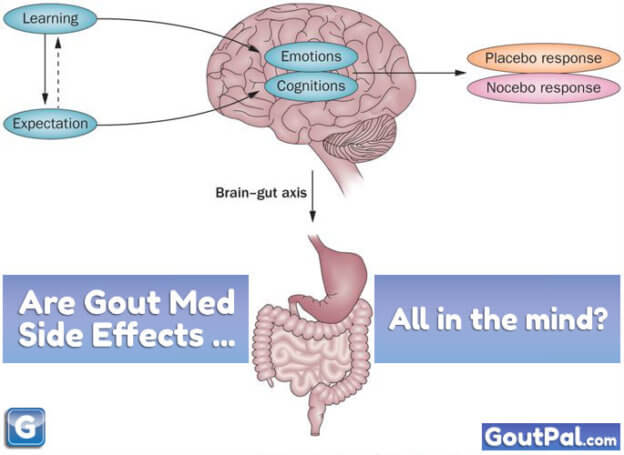 Learning
Emotions
Placebo response
Cognitions
Nocebo response
Expectation
Brain–gut axis
Are Gout Med
Side Effects ...
All in the mind?
G
GoutPal.com